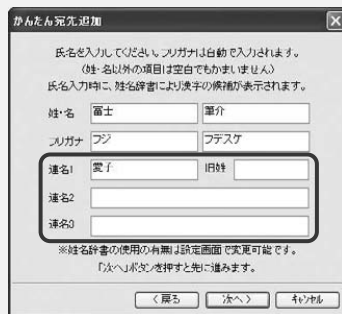 かんたん宛先追加
氏名を入力してください。フリガナは自動で入力されます。
(姓・名以外の項目は空白でもかまいません)
氏名入力時に、姓名辞書により漢字の候補が表示されます。
姓・名 富士 筆介
フリガナ フジ フデスケ
連名1 愛子 旧姓
連名2
連名3
※姓名辞書の使用の有無は設定画面で変更可能です。
「次へ」ボタンを押すと先に進みます。
<戻る 次へ> キャンセル